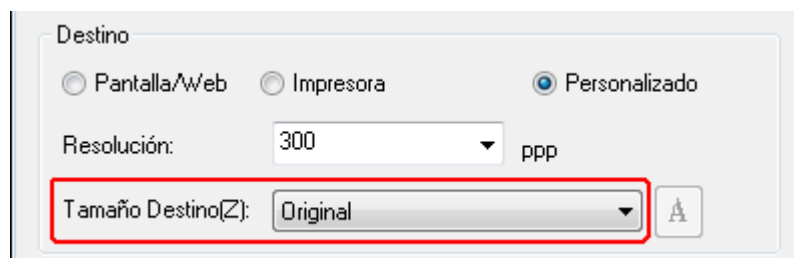 Destino
Pantalla/Web Impresora Personalizado
Resolución: 300 ppp
Tamaño Destino(Z): Original A